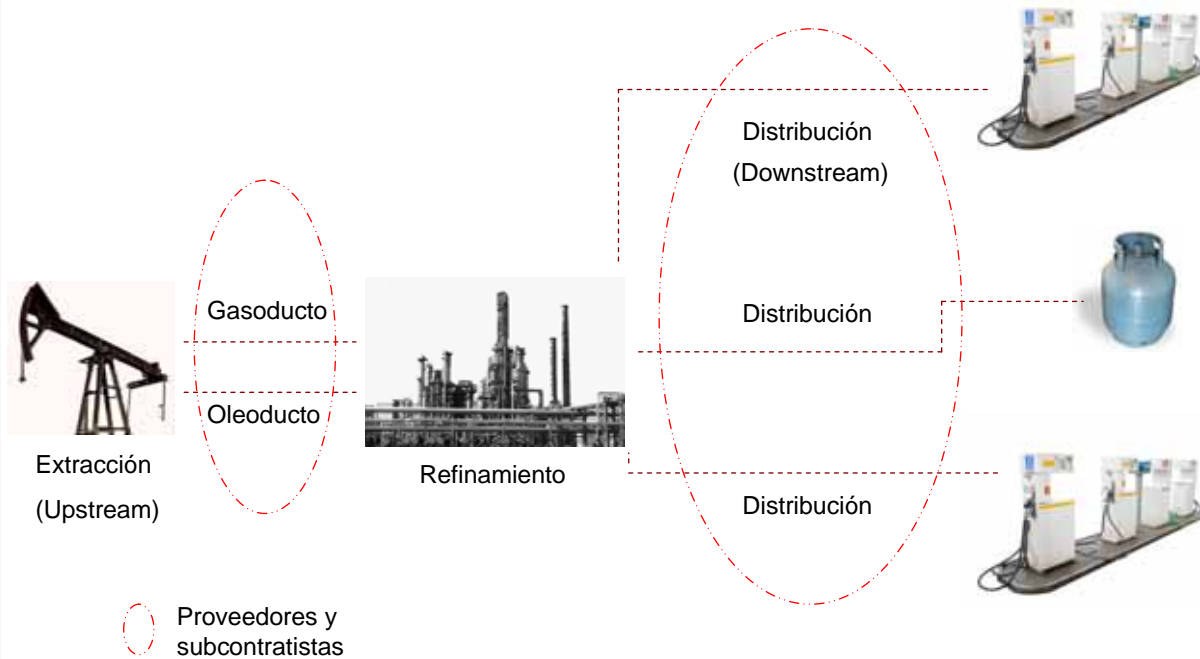 Distribución
(Downstream)
Gasoducto
Distribución
Oleoducto
Extracción
(Upstream)
Refinamiento
Distribución
Proveedores y
subcontratistas